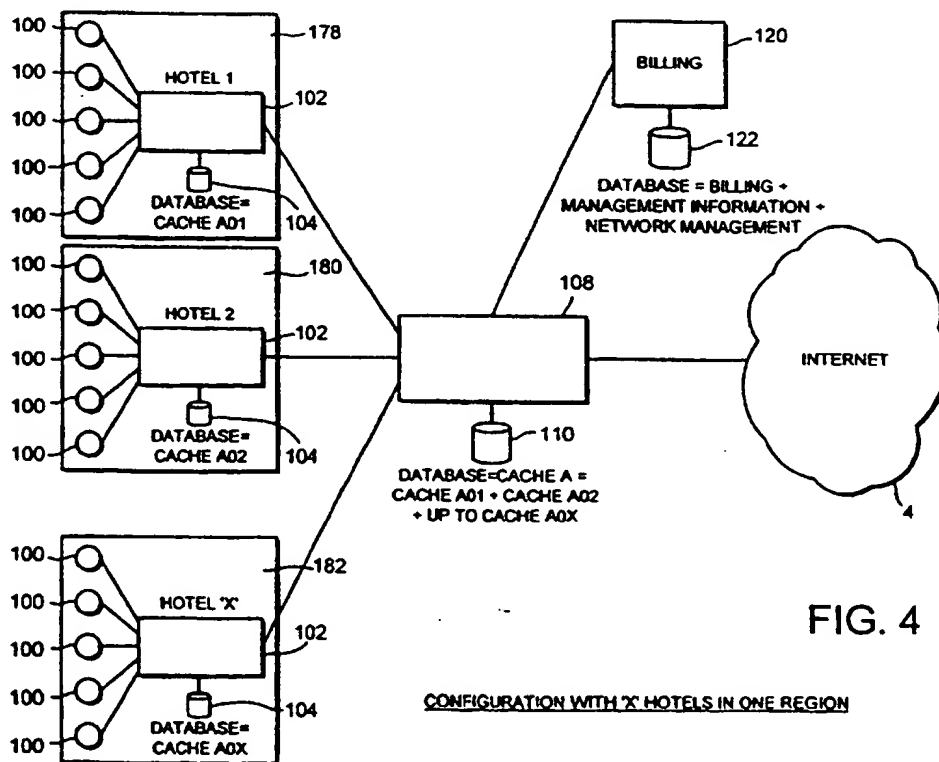 100
178
HOTEL 1
100
102
100
100
100
DATABASE=
CACHE A01
104
120
BILLING
122
DATABASE = BILLING +
MANAGEMENT INFORMATION +
NETWORK MANAGEMENT
100
180
HOTEL 2
100
102
100
100
100
DATABASE=
CACHE A02
104
108
INTERNET
110
DATABASE=CACHE A =
CACHE A01 + CACHE A02
+ UP TO CACHE A0X
4
100
182
HOTEL 'X'
100
102
100
100
100
DATABASE=
CACHE A0X
104
FIG. 4
CONFIGURATION WITH 'X' HOTELS IN ONE REGION